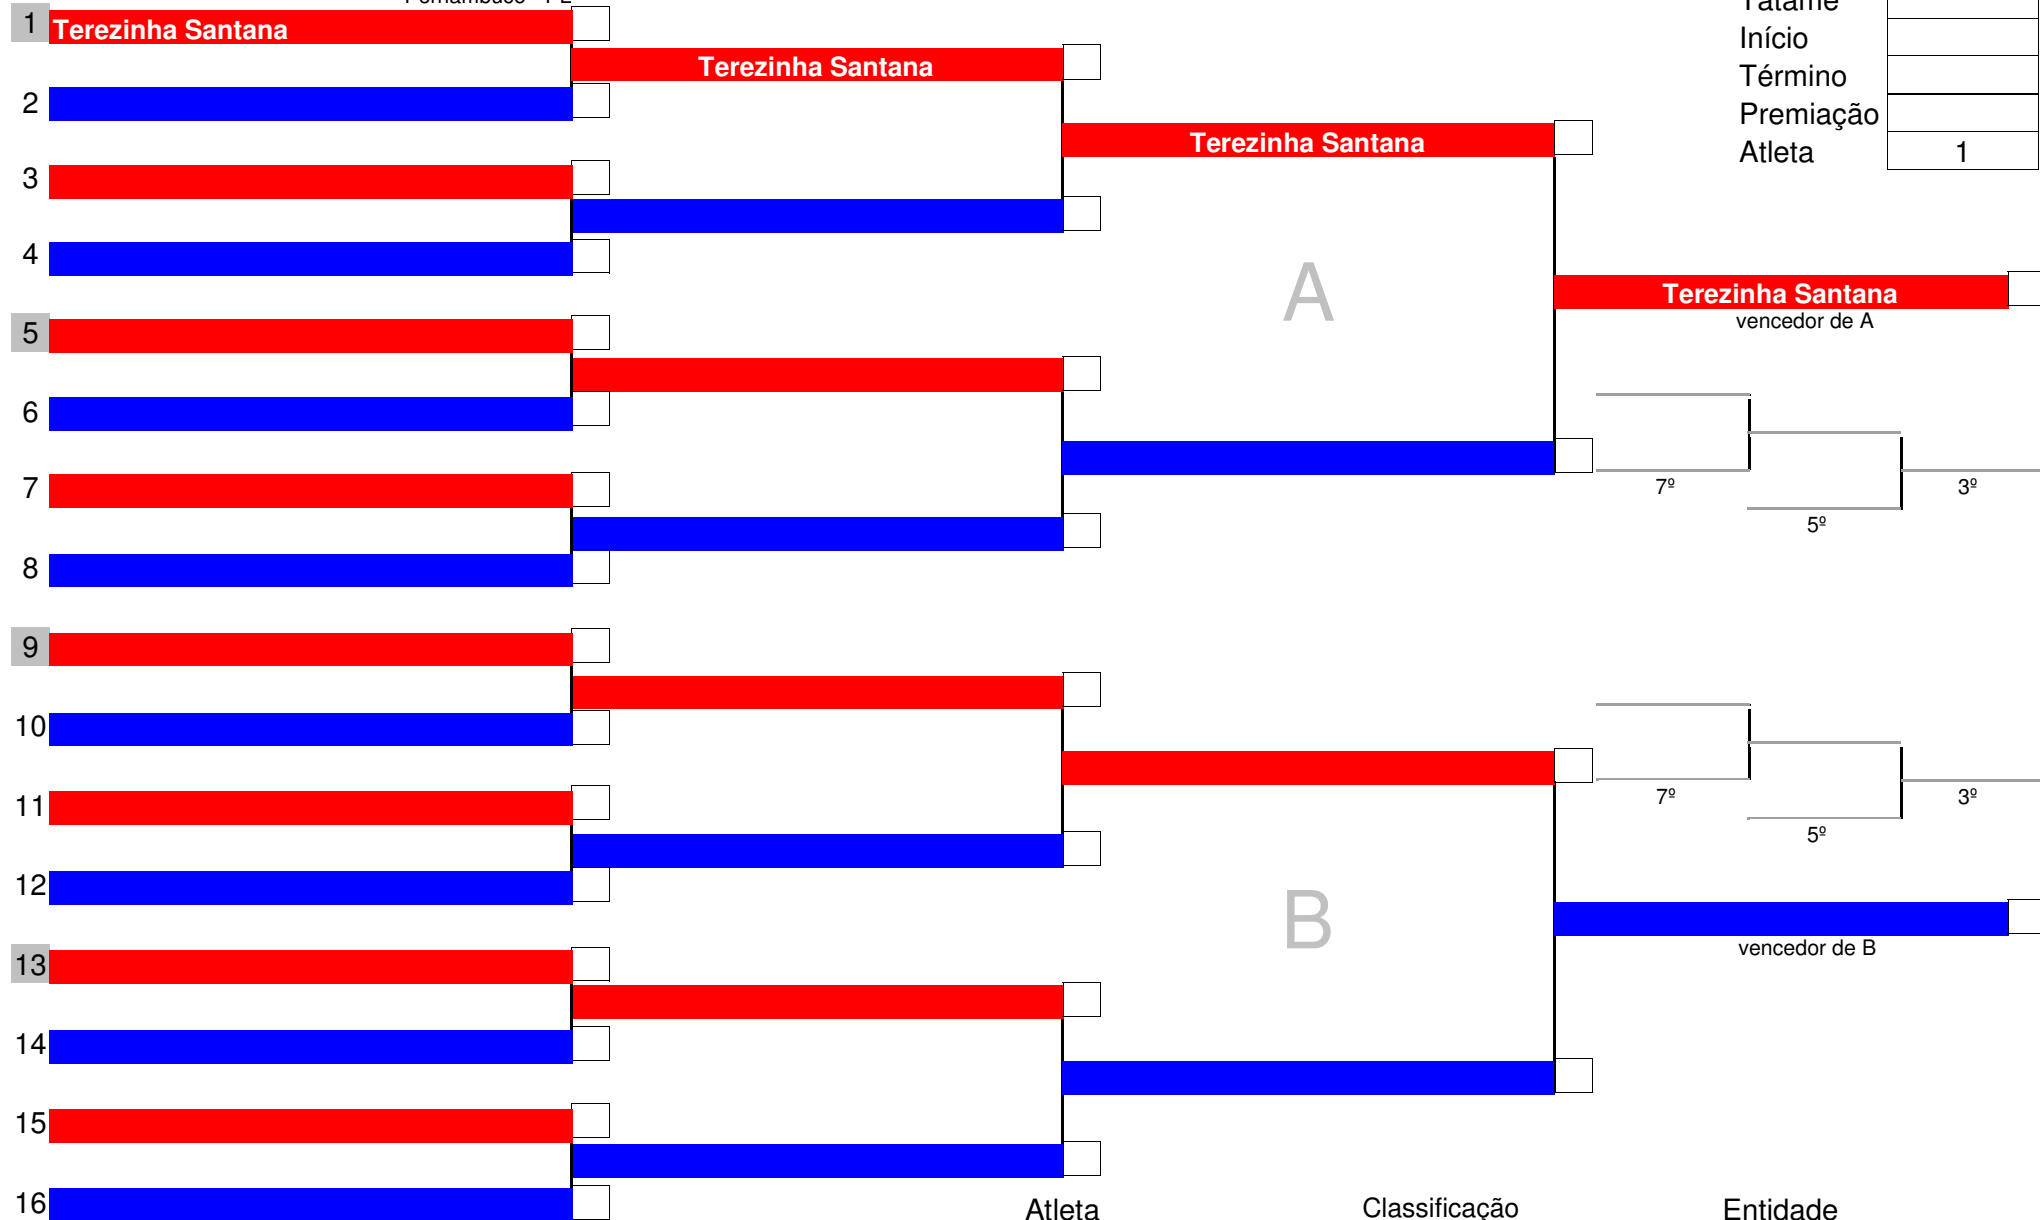 1 Terezinha Santana
Terezinha Santana
2
Início
Término
Premiação
Terezinha Santana
Atleta 1
3
4
A
Terezinha Santana
vencedor de A
5
6
7
7º 3º
5º
8
9
10
11
7º 3º
5º
12
B
vencedor de B
13
14
15
16
Atleta Classificação Entidade